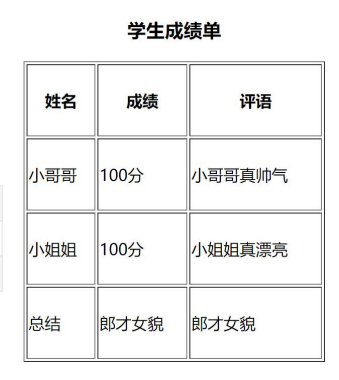 学生成绩单
姓名 成绩 评语
小哥哥 100分 小哥哥真帅气
小姐姐 100分 小姐姐真漂亮
总结 郎才女貌 郎才女貌